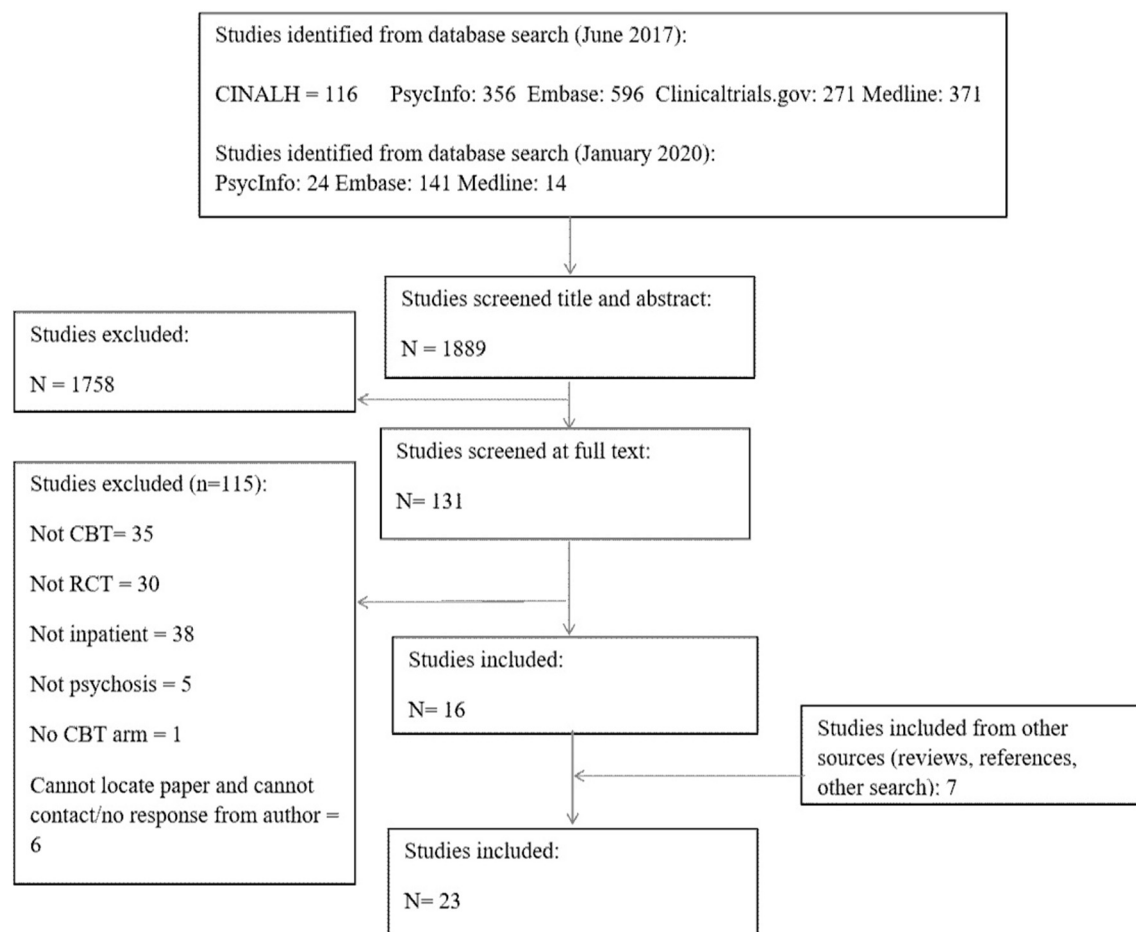 Studies identified from database search (June 2017):
CINALH = 116 PsycInfo: 356 Embase: 596 Clinicaltrials.gov: 271 Medline: 371
Studies identified from database search (January 2020):
PsycInfo: 24 Embase: 141 Medline: 14
Studies screened title and abstract:
N = 1889
Studies excluded:
N = 1758
Studies screened at full text:
N= 131
Studies excluded (n=115):
Not CBT= 35
Not RCT = 30
Not inpatient = 38
Not psychosis = 5
No CBT arm = 1
Cannot locate paper and cannot
contact/no response from author =
6
Studies included:
N= 16
Studies included from other
sources (reviews, references,
other search): 7
Studies included:
N= 23